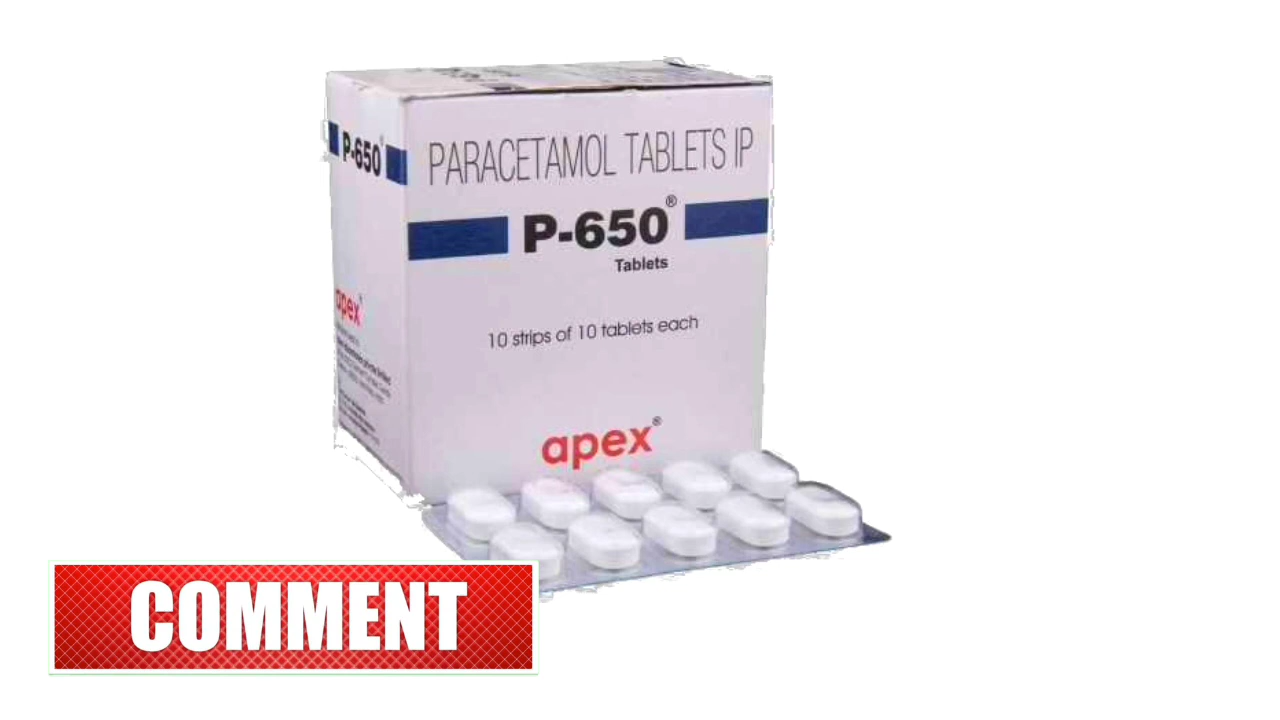 P-650®
PARACETAMOL TABLETS IP
P-650®
Tablets
10 strips of 10 tablets each
apex®
apex®
COMMENT